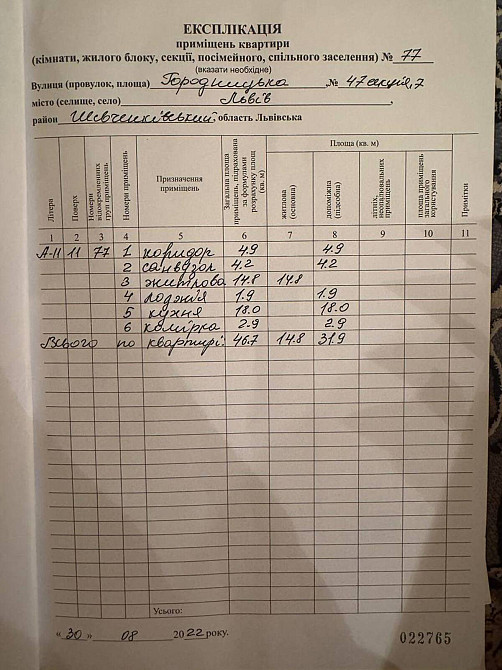 ЕКСПЛІКАЦІЯ
приміщень квартири
(кімнати, жилого блоку, секції, посімейного, спільного заселення) № 77
(вказати необхідне)
Вулиця (провулок, площа) Городницька № 47 секція, 7
місто (селище, село) Львів ,
район Шевченківський, область Львівська
Площа (кв. м)
Літера Поверх Номери відокремленних груп приміщень Номери приміщень Призначення приміщень Загальна площа приміщень, підрахована за формулами розрахунку площ (кв. м) житлова (основна) допоміжна (підсобна) літніх, неопалювальних приміщень площа приміщень загального користування Примітки
1 2 3 4 5 6 7 8 9 10 11
А-11 11 77 1 коридор 4.9 4.9
2 санвузол 4.2 4.2
3 житлова 14.8 14.8
4 лоджія 1.9 1.9
5 кухня 18.0 18.0
6 комірка 2.9 2.9
Всього по квартирі: 46.7 14.8 31.9
Усього:
« 30 » 08 2022 року.
022765